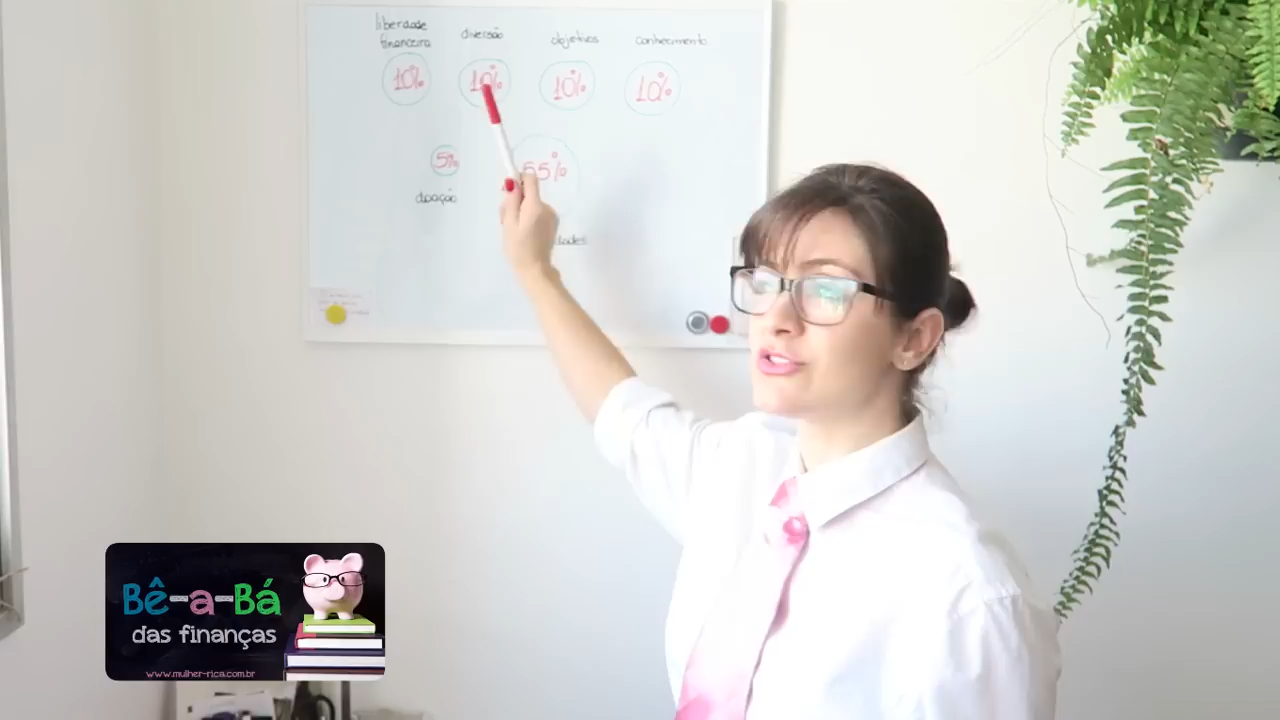 liberdade
financeira
diversão
objetivos
conhecimento
10%
10%
10%
10%
5%
55%
doação
Bê-a-Bá
das finanças
www.mulher-rica.com.br